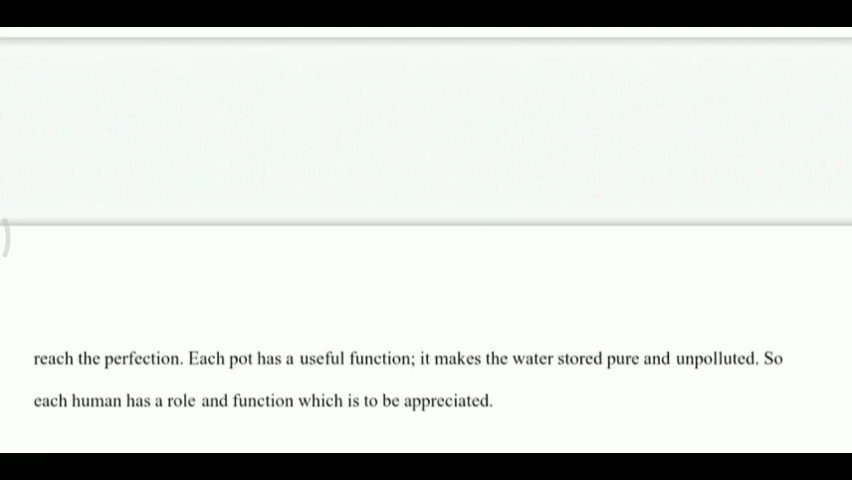 reach the perfection. Each pot has a useful function; it makes the water stored pure and unpolluted. So
each human has a role and function which is to be appreciated.